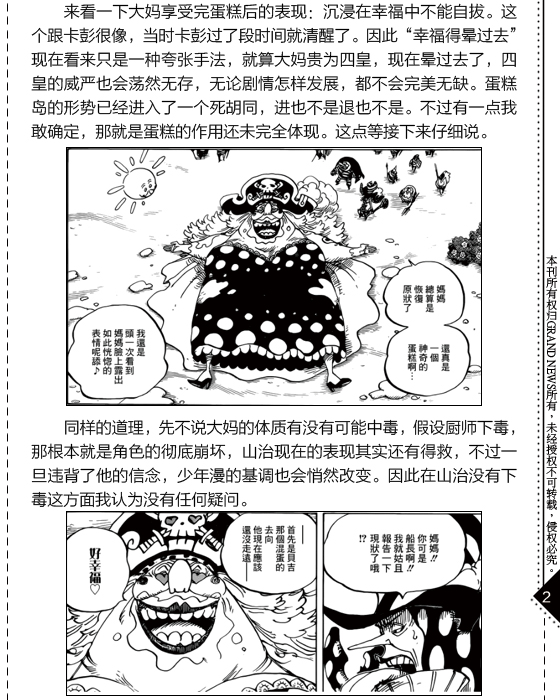 来看一下大妈享受完蛋糕后的表现：沉浸在幸福中不能自拔。这
个跟卡彭很像，当时卡彭过了段时间就清醒了。因此“幸福得晕过去”
现在看来只是一种夸张手法，就算大妈贵为四皇，现在晕过去了，四
皇的威严也会荡然无存，无论剧情怎样发展，都不会完美无缺。蛋糕
岛的形势已经进入了一个死胡同，进也不是退也不是。不过有一点我
敢确定，那就是蛋糕的作用还未完全体现。这点等接下来仔细说。
媽媽
總算是
恢復
原狀了
還真是
一個
神奇的
蛋糕啊…
我還是
頭一次看到
媽媽臉上露出
如此恍惚的
表情呢舔♪
同样的道理，先不说大妈的体质有没有可能中毒，假设厨师下毒，
那根本就是角色的彻底崩坏，山治现在的表现其实还有得救，不过一
旦违背了他的信念，少年漫的基调也会悄然改变。因此在山治没有下
毒这方面我认为没有任何疑问。
媽媽!!
你可是
船長啊!!
我就姑且
報告一下
現狀了哦
!?
首先是貝吉
那個混蛋的
去向
他現在應該
還沒走遠
好幸福♡
本刊所有权归GRAND NEWS所有，未经授权不可转载，侵权必究。
2